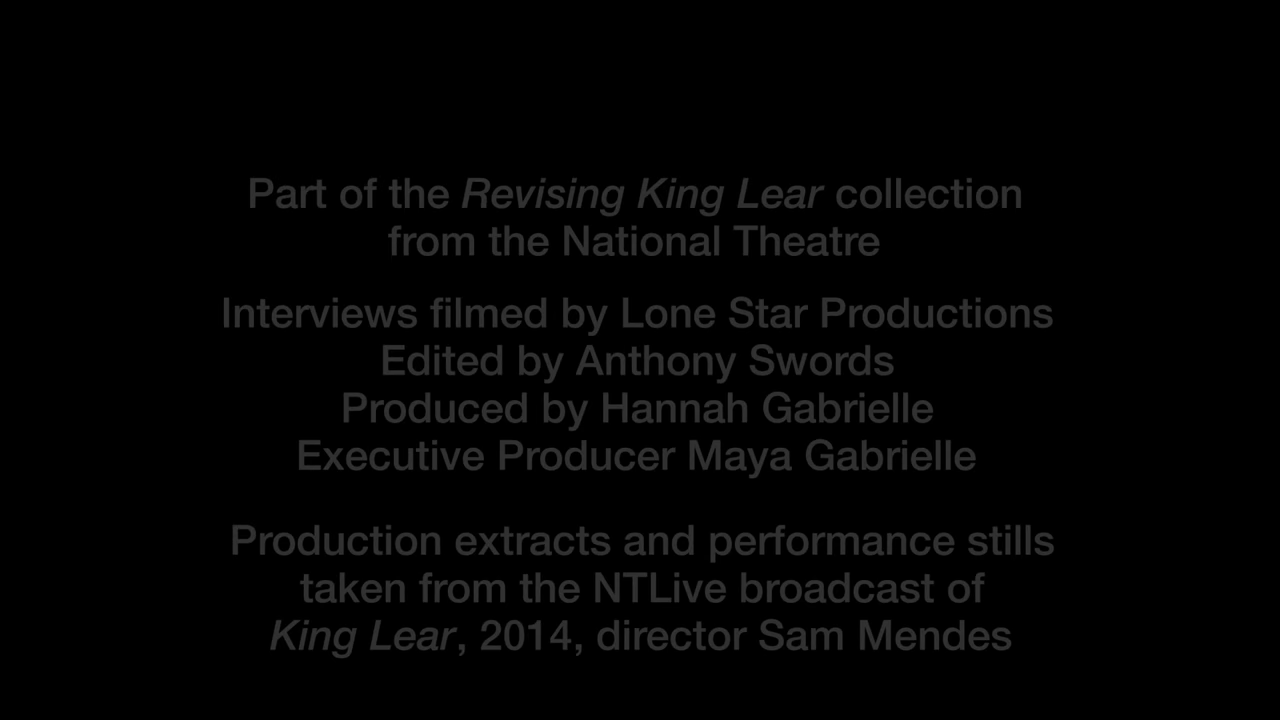 Part of the Revising King Lear collection
from the National Theatre
Interviews filmed by Lone Star Productions
Edited by Anthony Swords
Produced by Hannah Gabrielle
Executive Producer Maya Gabrielle
Production extracts and performance stills
taken from the NTLive broadcast of
King Lear, 2014, director Sam Mendes